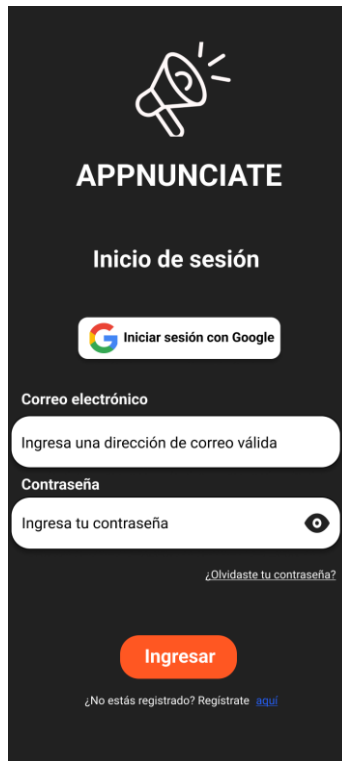 APPNUNCIATE
Inicio de sesión
Iniciar sesión con Google
Correo electrónico
Ingresa una dirección de correo válida
Contraseña
Ingresa tu contraseña
¿Olvidaste tu contraseña?
Ingresar
¿No estás registrado? Regístrate aquí